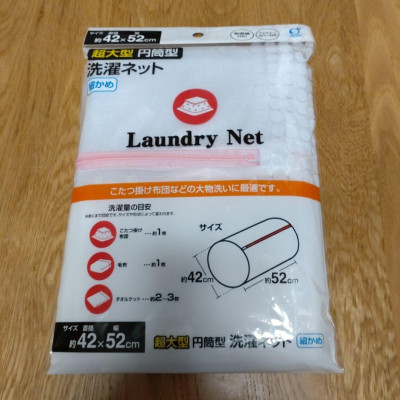 サイズ 直径 幅
約42×52cm
超大型 円筒型
洗濯ネット
細かめ
Laundry Net
こたつ掛け布団などの大物洗いに最適です。
洗濯量の目安
こたつ掛け布団 ・・・約1枚
毛布 ・・・約1枚
タオルケット ・・・約2〜3枚
サイズ
約42cm
約52cm
サイズ 直径 幅
約42×52cm
超大型 円筒型 洗濯ネット 細かめ